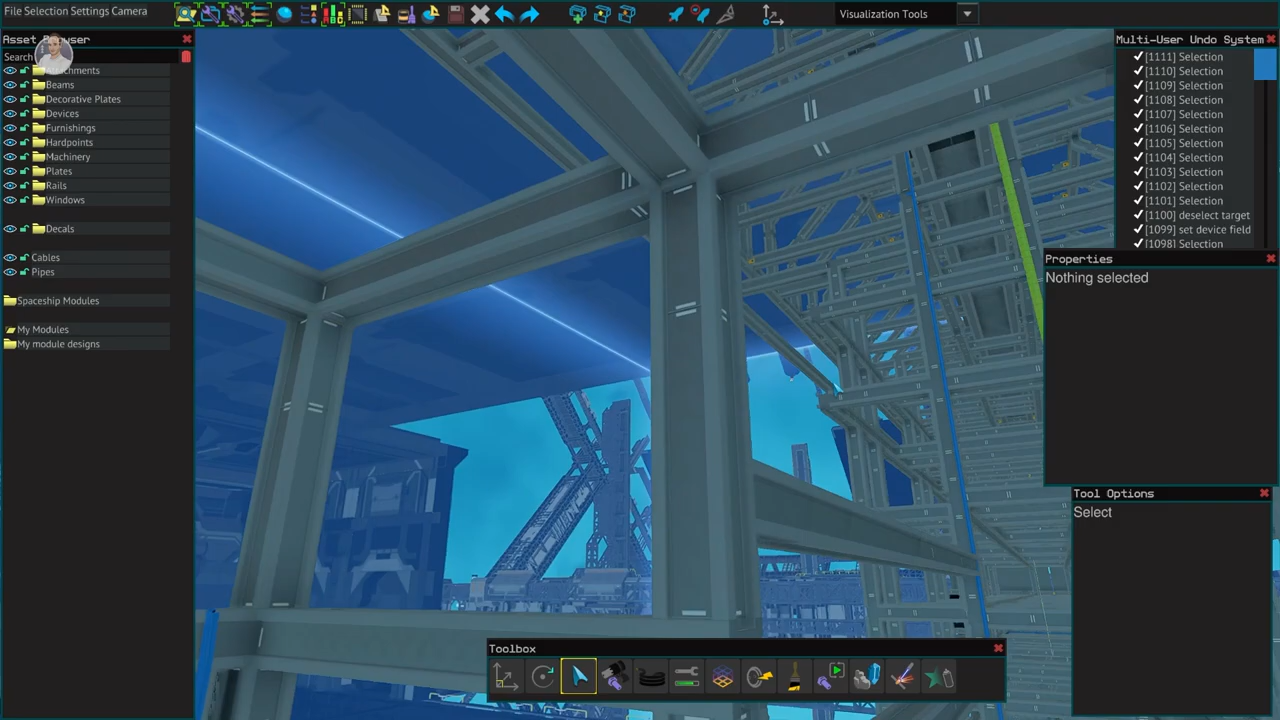 File Selection Settings Camera
Visualization Tools
Search
Attachments
Beams
Decorative Plates
Devices
Furnishings
Hardpoints
Machinery
Plates
Rails
Windows
Decals
Cables
Pipes
Spaceship Modules
My Modules
My module designs
Multi-User Undo System
[1111] Selection
[1110] Selection
[1109] Selection
[1108] Selection
[1107] Selection
[1106] Selection
[1105] Selection
[1104] Selection
[1103] Selection
[1102] Selection
[1101] Selection
[1100] deselect target
[1099] set device field
[1098] Selection
Properties
Nothing selected
Tool Options
Select
Toolbox